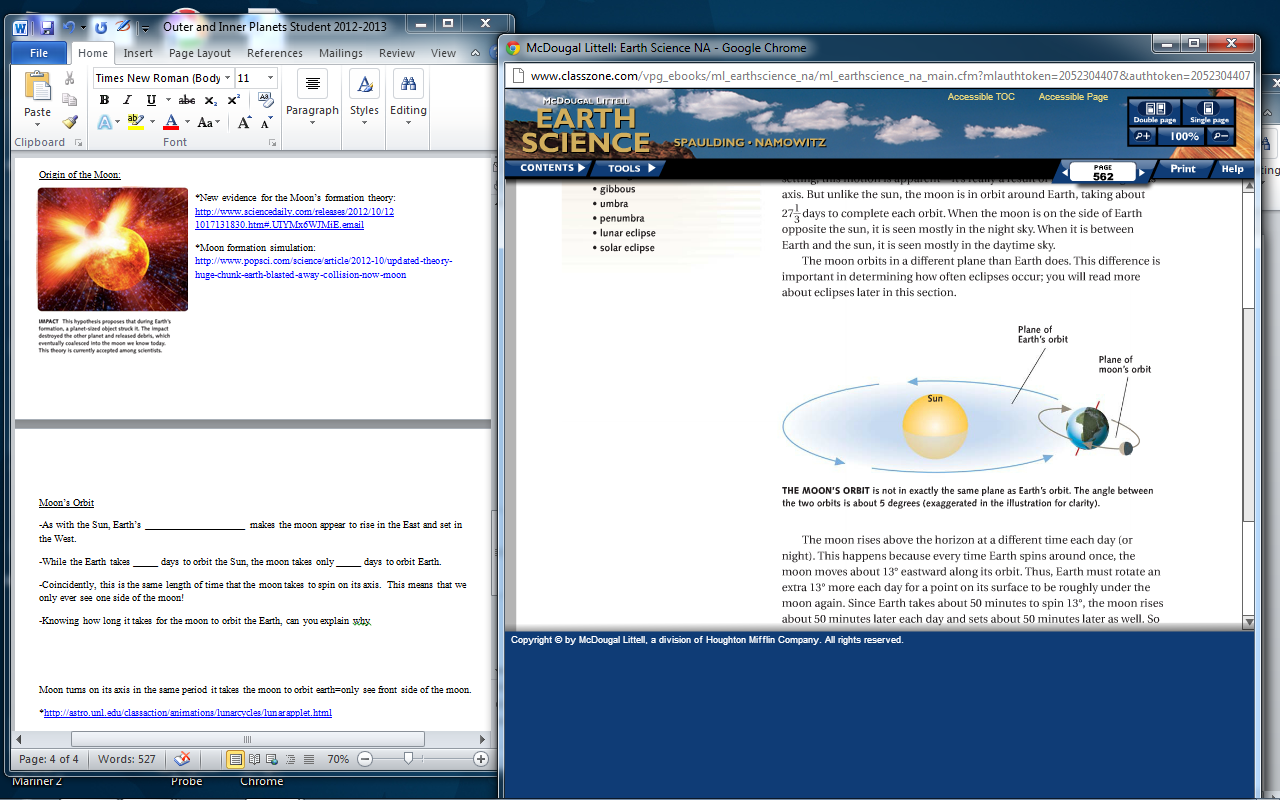 Outer and Inner Planets Student 2012-2013
File Home Insert Page Layout References Mailings Review View
Paste
Clipboard
Times New Roman (Body 11
B I U abc X₂ X²
A ab A Aa A A
Font
Paragraph
Styles
Editing
Origin of the Moon:
*New evidence for the Moon's formation theory:
http://www.sciencedaily.com/releases/2012/10/12
1017131830.htm#.UIYMx6WJMiE.email
*Moon formation simulation:
http://www.popsci.com/science/article/2012-10/updated-theory-
huge-chunk-earth-blasted-away-collision-now-moon
IMPACT This hypothesis proposes that during Earth's
formation, a planet-sized object struck it. The impact
destroyed the other planet and released debris, which
eventually coalesced into the moon we know today.
This theory is currently accepted among scientists.
Moon's Orbit
-As with the Sun, Earth's ____________________ makes the moon appear to rise in the East and set in
the West.
-While the Earth takes _____ days to orbit the Sun, the moon takes only _____ days to orbit Earth.
-Coincidently, this is the same length of time that the moon takes to spin on its axis. This means that we
only ever see one side of the moon!
-Knowing how long it takes for the moon to orbit the Earth, can you explain why
Moon turns on its axis in the same period it takes the moon to orbit earth=only see front side of the moon.
*http://astro.unl.edu/classaction/animations/lunarcycles/lunarapplet.html
Page: 4 of 4 Words: 527 70%
Mariner 2 Probe Chrome
McDougal Littell: Earth Science NA - Google Chrome
www.classzone.com/vpg_ebooks/ml_earthscience_na/ml_earthscience_na_main.cfm?mlauthtoken=2052304407&authtoken=2052304407
McDOUGAL LITTELL
EARTH
SCIENCE
SPAULDING • NAMOWITZ
Accessible TOC Accessible Page
Double page Single page
100%
CONTENTS TOOLS
PAGE
562
Print Help
• gibbous
• umbra
• penumbra
• lunar eclipse
• solar eclipse
axis. But unlike the sun, the moon is in orbit around Earth, taking about
27 1/3 days to complete each orbit. When the moon is on the side of Earth
opposite the sun, it is seen mostly in the night sky. When it is between
Earth and the sun, it is seen mostly in the daytime sky.
The moon orbits in a different plane than Earth does. This difference is
important in determining how often eclipses occur; you will read more
about eclipses later in this section.
Plane of
Earth's orbit
Plane of
moon's orbit
Sun
THE MOON'S ORBIT is not in exactly the same plane as Earth's orbit. The angle between
the two orbits is about 5 degrees (exaggerated in the illustration for clarity).
The moon rises above the horizon at a different time each day (or
night). This happens because every time Earth spins around once, the
moon moves about 13° eastward along its orbit. Thus, Earth must rotate an
extra 13° more each day for a point on its surface to be roughly under the
moon again. Since Earth takes about 50 minutes to spin 13°, the moon rises
about 50 minutes later each day and sets about 50 minutes later as well. So
Copyright © by McDougal Littell, a division of Houghton Mifflin Company. All rights reserved.